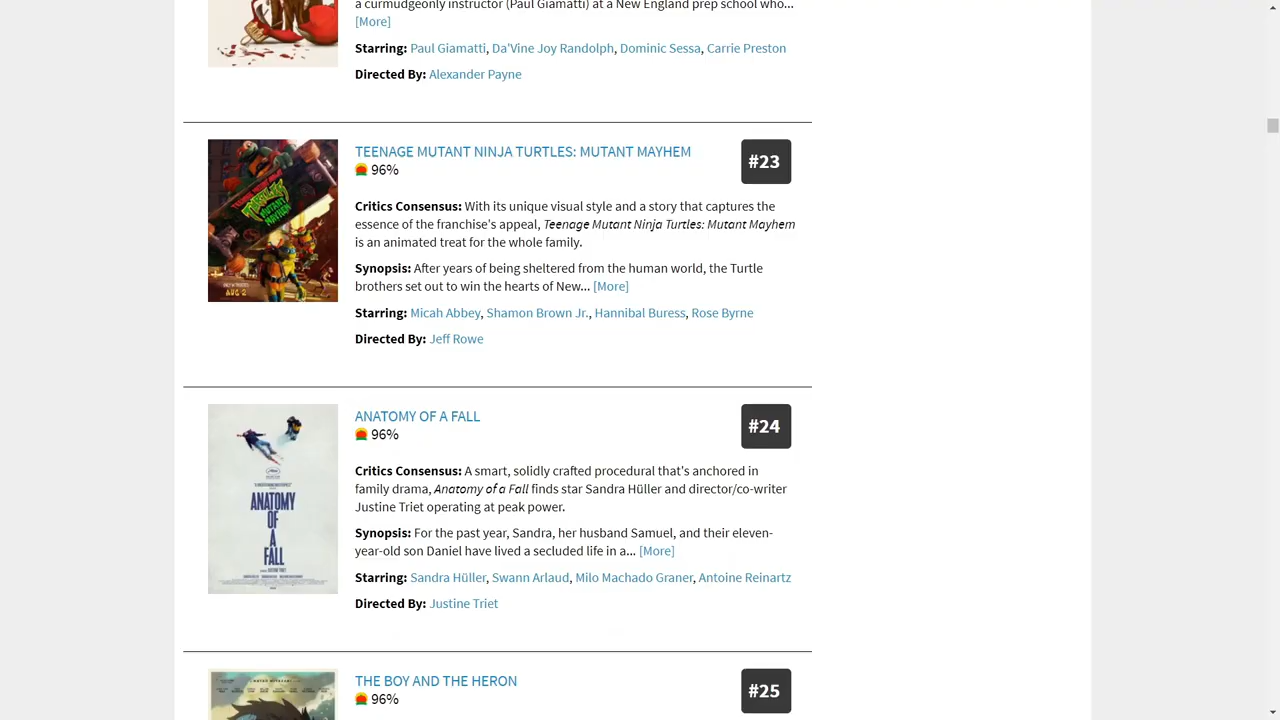 a curmudgeonly instructor (Paul Giamatti) at a New England prep school who...
[More]
Starring: Paul Giamatti, Da'Vine Joy Randolph, Dominic Sessa, Carrie Preston
Directed By: Alexander Payne
TEENAGE MUTANT NINJA TURTLES: MUTANT MAYHEM
96%
#23
Critics Consensus: With its unique visual style and a story that captures the
essence of the franchise's appeal, Teenage Mutant Ninja Turtles: Mutant Mayhem
is an animated treat for the whole family.
Synopsis: After years of being sheltered from the human world, the Turtle
brothers set out to win the hearts of New... [More]
Starring: Micah Abbey, Shamon Brown Jr., Hannibal Buress, Rose Byrne
Directed By: Jeff Rowe
AUG 2
ANATOMY OF A FALL
96%
#24
Critics Consensus: A smart, solidly crafted procedural that's anchored in
family drama, Anatomy of a Fall finds star Sandra Hüller and director/co-writer
Justine Triet operating at peak power.
Synopsis: For the past year, Sandra, her husband Samuel, and their eleven-
year-old son Daniel have lived a secluded life in a... [More]
Starring: Sandra Hüller, Swann Arlaud, Milo Machado Graner, Antoine Reinartz
Directed By: Justine Triet
ANATOMY
OF
A
FALL
THE BOY AND THE HERON
96%
#25